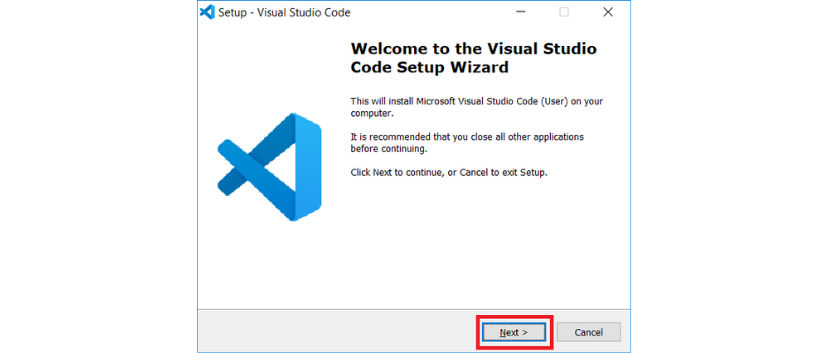 Setup - Visual Studio Code
Welcome to the Visual Studio
Code Setup Wizard
This will install Microsoft Visual Studio Code (User) on your
computer.
It is recommended that you close all other applications
before continuing.
Click Next to continue, or Cancel to exit Setup.
Next >
Cancel